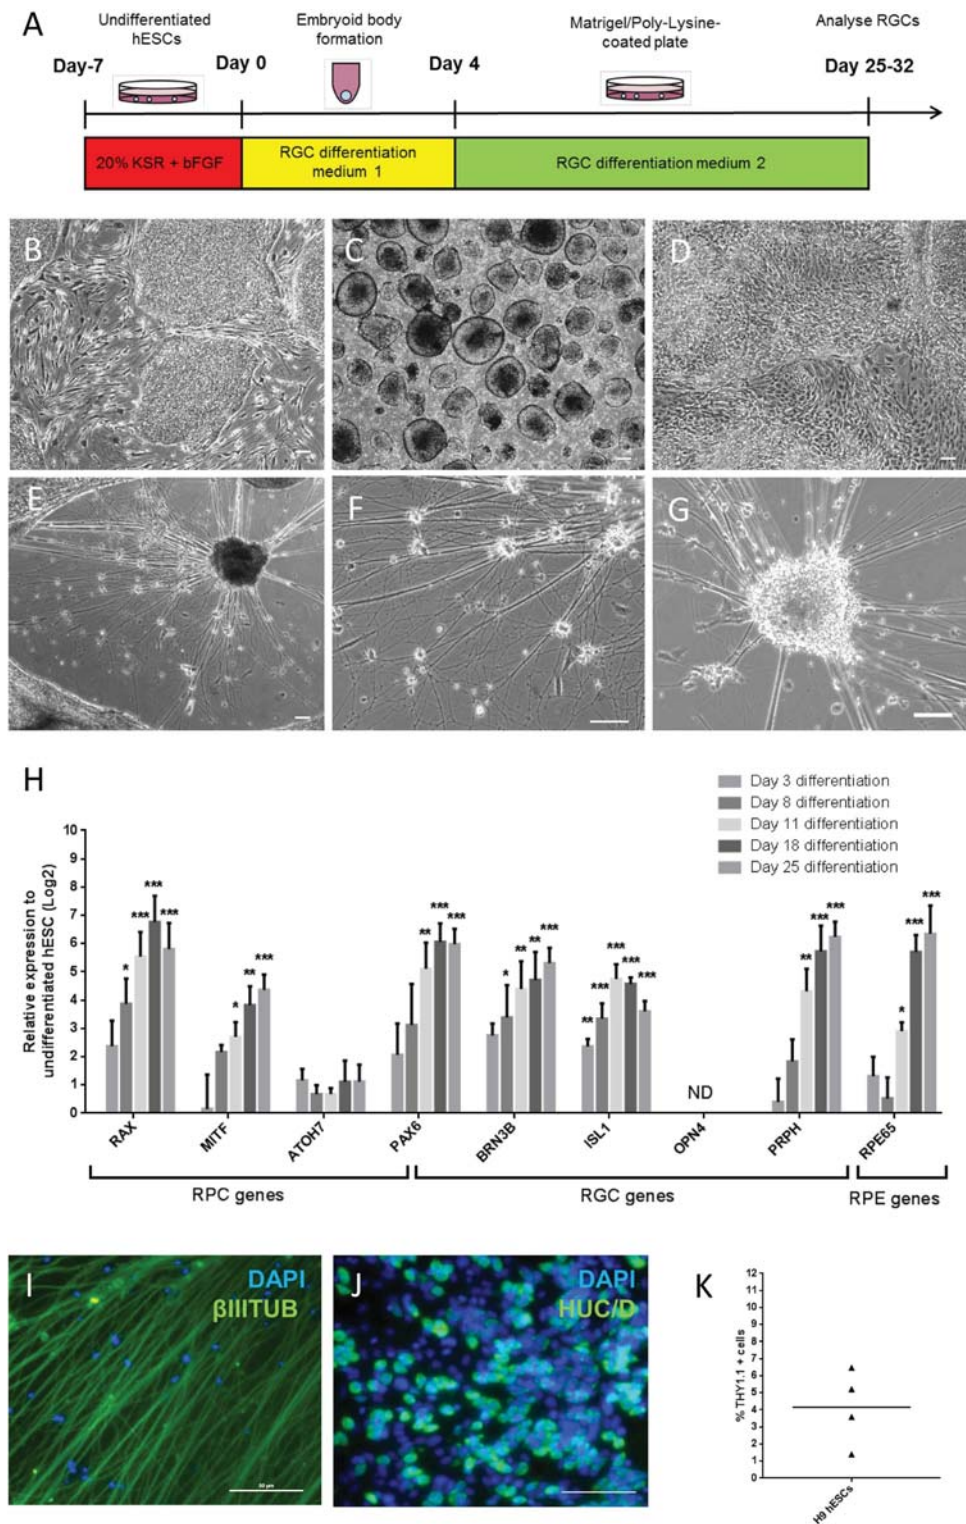 A
Undifferentiated
hESCs
Embryoid body
formation
Matrigel/Poly-Lysine-
coated plate
Analyse RGCs
Day-7
Day 0
Day 4
Day 25-32
20% KSR + bFGF
RGC differentiation
medium 1
RGC differentiation medium 2
B
C
D
E
F
G
H
Day 3 differentiation
Day 8 differentiation
Day 11 differentiation
Day 18 differentiation
Day 25 differentiation
Relative expression to
undifferentiated hESC (Log2)
10
9
8
7
6
5
4
3
2
1
0
* *** *** ***
* ** ***
** *** ***
* ** ** ***
** *** *** *** ***
ND
** *** ***
* *** ***
RAX
MITF
ATOH7
PAX6
BRN3B
ISL1
OPN4
PRPH
RPE65
RPC genes
RGC genes
RPE genes
I
DAPI
βIIITUB
50 µm
J
DAPI
HUC/D
K
% THY1.1 + cells
12
11
10
9
8
7
6
5
4
3
2
1
0
H9 hESCs